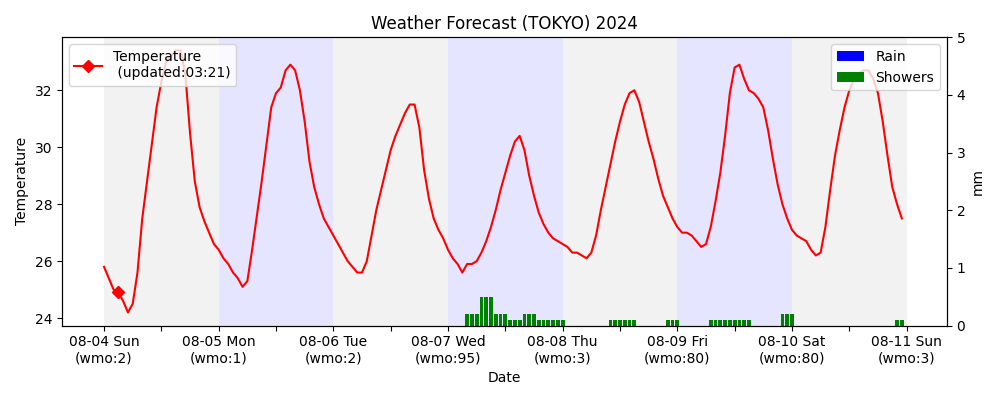 Weather Forecast (TOKYO) 2024
Temperature
(updated:03:21)
Rain
Showers
Temperature
32
30
28
26
24
5
4
3
2
1
0
mm
08-04 Sun
(wmo:2)
08-05 Mon
(wmo:1)
08-06 Tue
(wmo:2)
08-07 Wed
(wmo:95)
08-08 Thu
(wmo:3)
08-09 Fri
(wmo:80)
08-10 Sat
(wmo:80)
08-11 Sun
(wmo:3)
Date